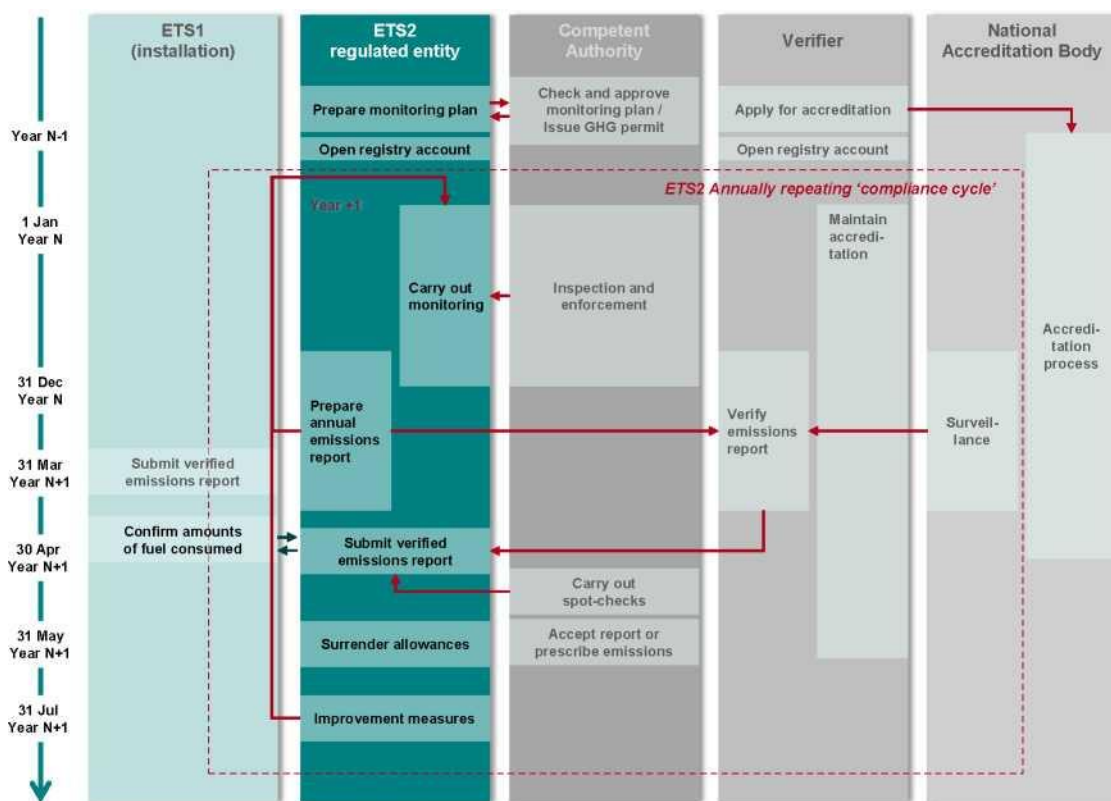 ETS1
(installation)
ETS2
regulated entity
Competent
Authority
Verifier
National
Accreditation Body
Year N-1
Prepare monitoring plan
Check and approve
monitoring plan /
Issue GHG permit
Apply for accreditation
Open registry account
Open registry account
ETS2 Annually repeating ‘compliance cycle’
1 Jan
Year N
Year +1
Maintain
accredi-
tation
Carry out
monitoring
Inspection and
enforcement
Accredi-
tation
process
31 Dec
Year N
Prepare
annual
emissions
report
Verify
emissions
report
Surveil-
lance
31 Mar
Year N+1
Submit verified
emissions report
Confirm amounts
of fuel consumed
30 Apr
Year N+1
Submit verified
emissions report
Carry out
spot-checks
31 May
Year N+1
Surrender allowances
Accept report or
prescribe emissions
31 Jul
Year N+1
Improvement measures